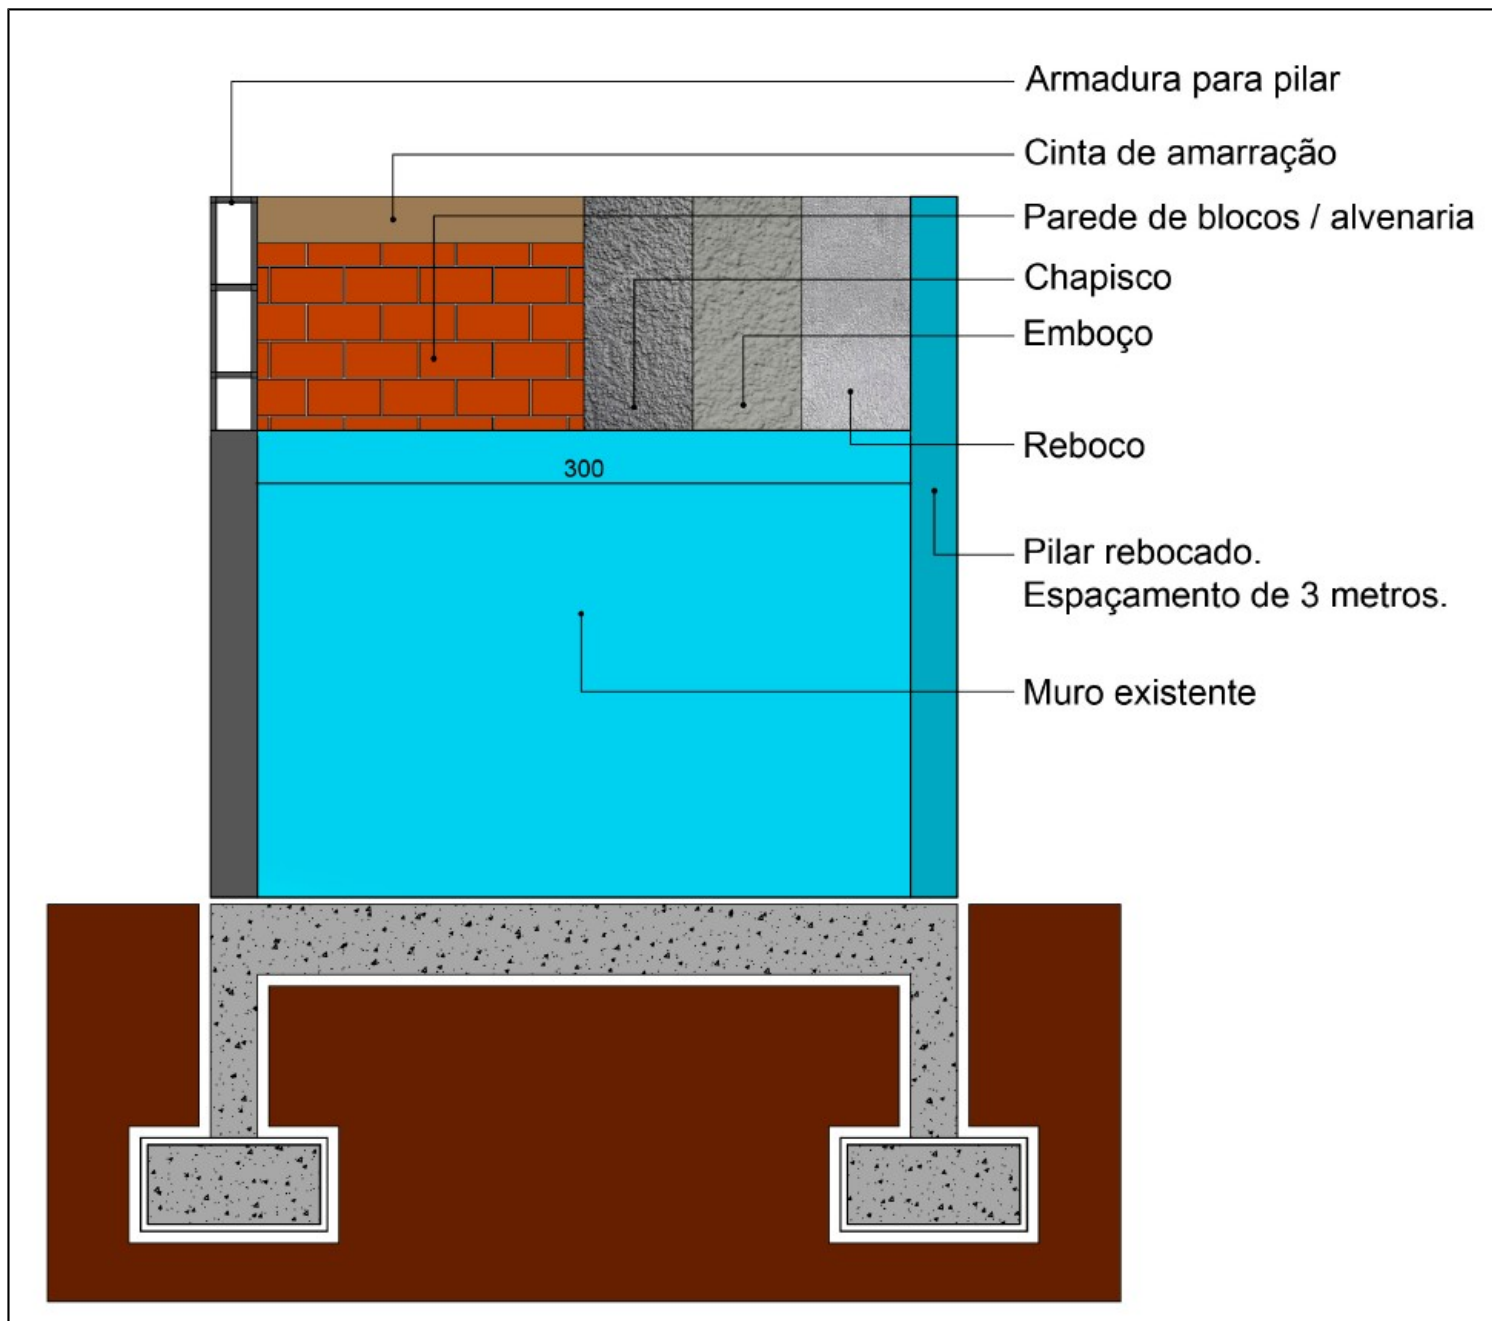 Armadura para pilar
Cinta de amarração
Parede de blocos / alvenaria
Chapisco
Emboço
Reboco
300
Pilar rebocado.
Espaçamento de 3 metros.
Muro existente